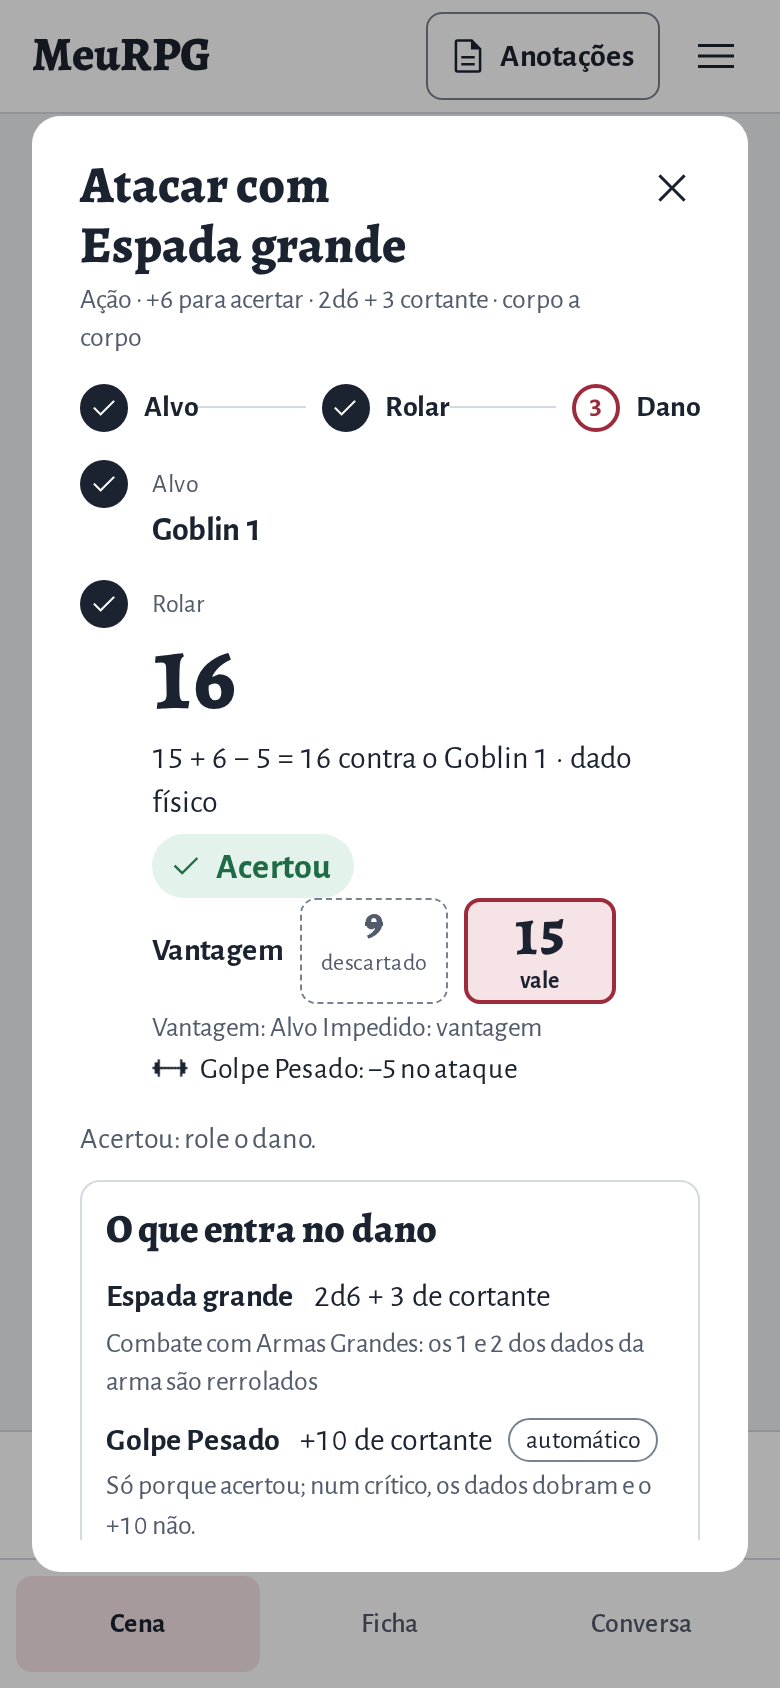 MeuRPG
Anotações
Atacar com
Espada grande
Ação · +6 para acertar · 2d6 + 3 cortante · corpo a
corpo
Alvo
Rolar
3 Dano
Alvo
Goblin 1
Rolar
16
15 + 6 − 5 = 16 contra o Goblin 1 · dado
físico
Acertou
Vantagem
9
descartado
15
vale
Vantagem: Alvo Impedido: vantagem
Golpe Pesado: −5 no ataque
Acertou: role o dano.
O que entra no dano
Espada grande 2d6 + 3 de cortante
Combate com Armas Grandes: os 1 e 2 dos dados da
arma são rerrolados
Golpe Pesado +10 de cortante automático
Só porque acertou; num crítico, os dados dobram e o
+10 não.
Cena
Ficha
Conversa